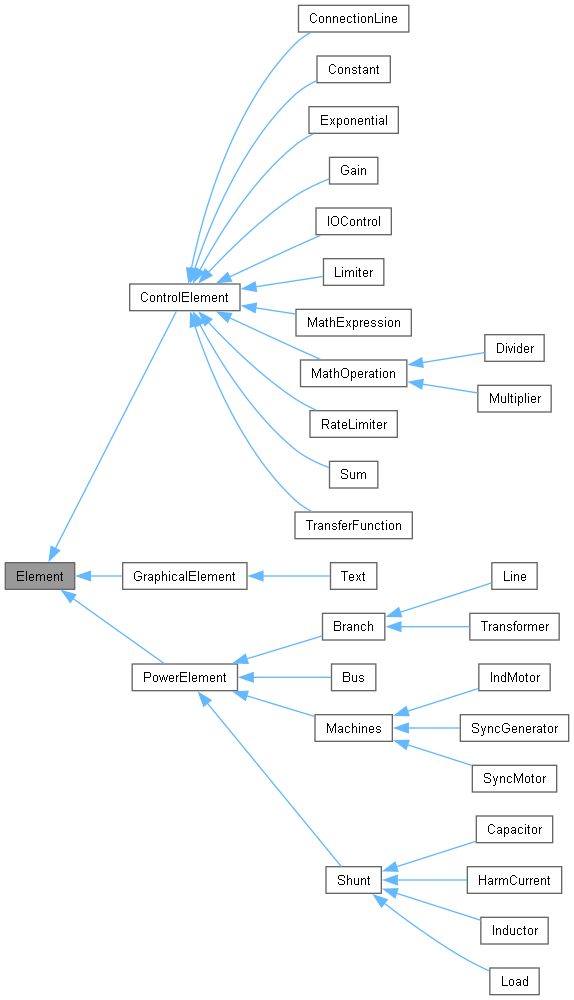 ConnectionLine
Constant
Exponential
Gain
IOControl
Limiter
ControlElement
MathExpression
Divider
MathOperation
Multiplier
RateLimiter
Sum
TransferFunction
Element
GraphicalElement
Text
Line
Branch
Transformer
PowerElement
Bus
IndMotor
Machines
SyncGenerator
SyncMotor
Capacitor
Shunt
HarmCurrent
Inductor
Load